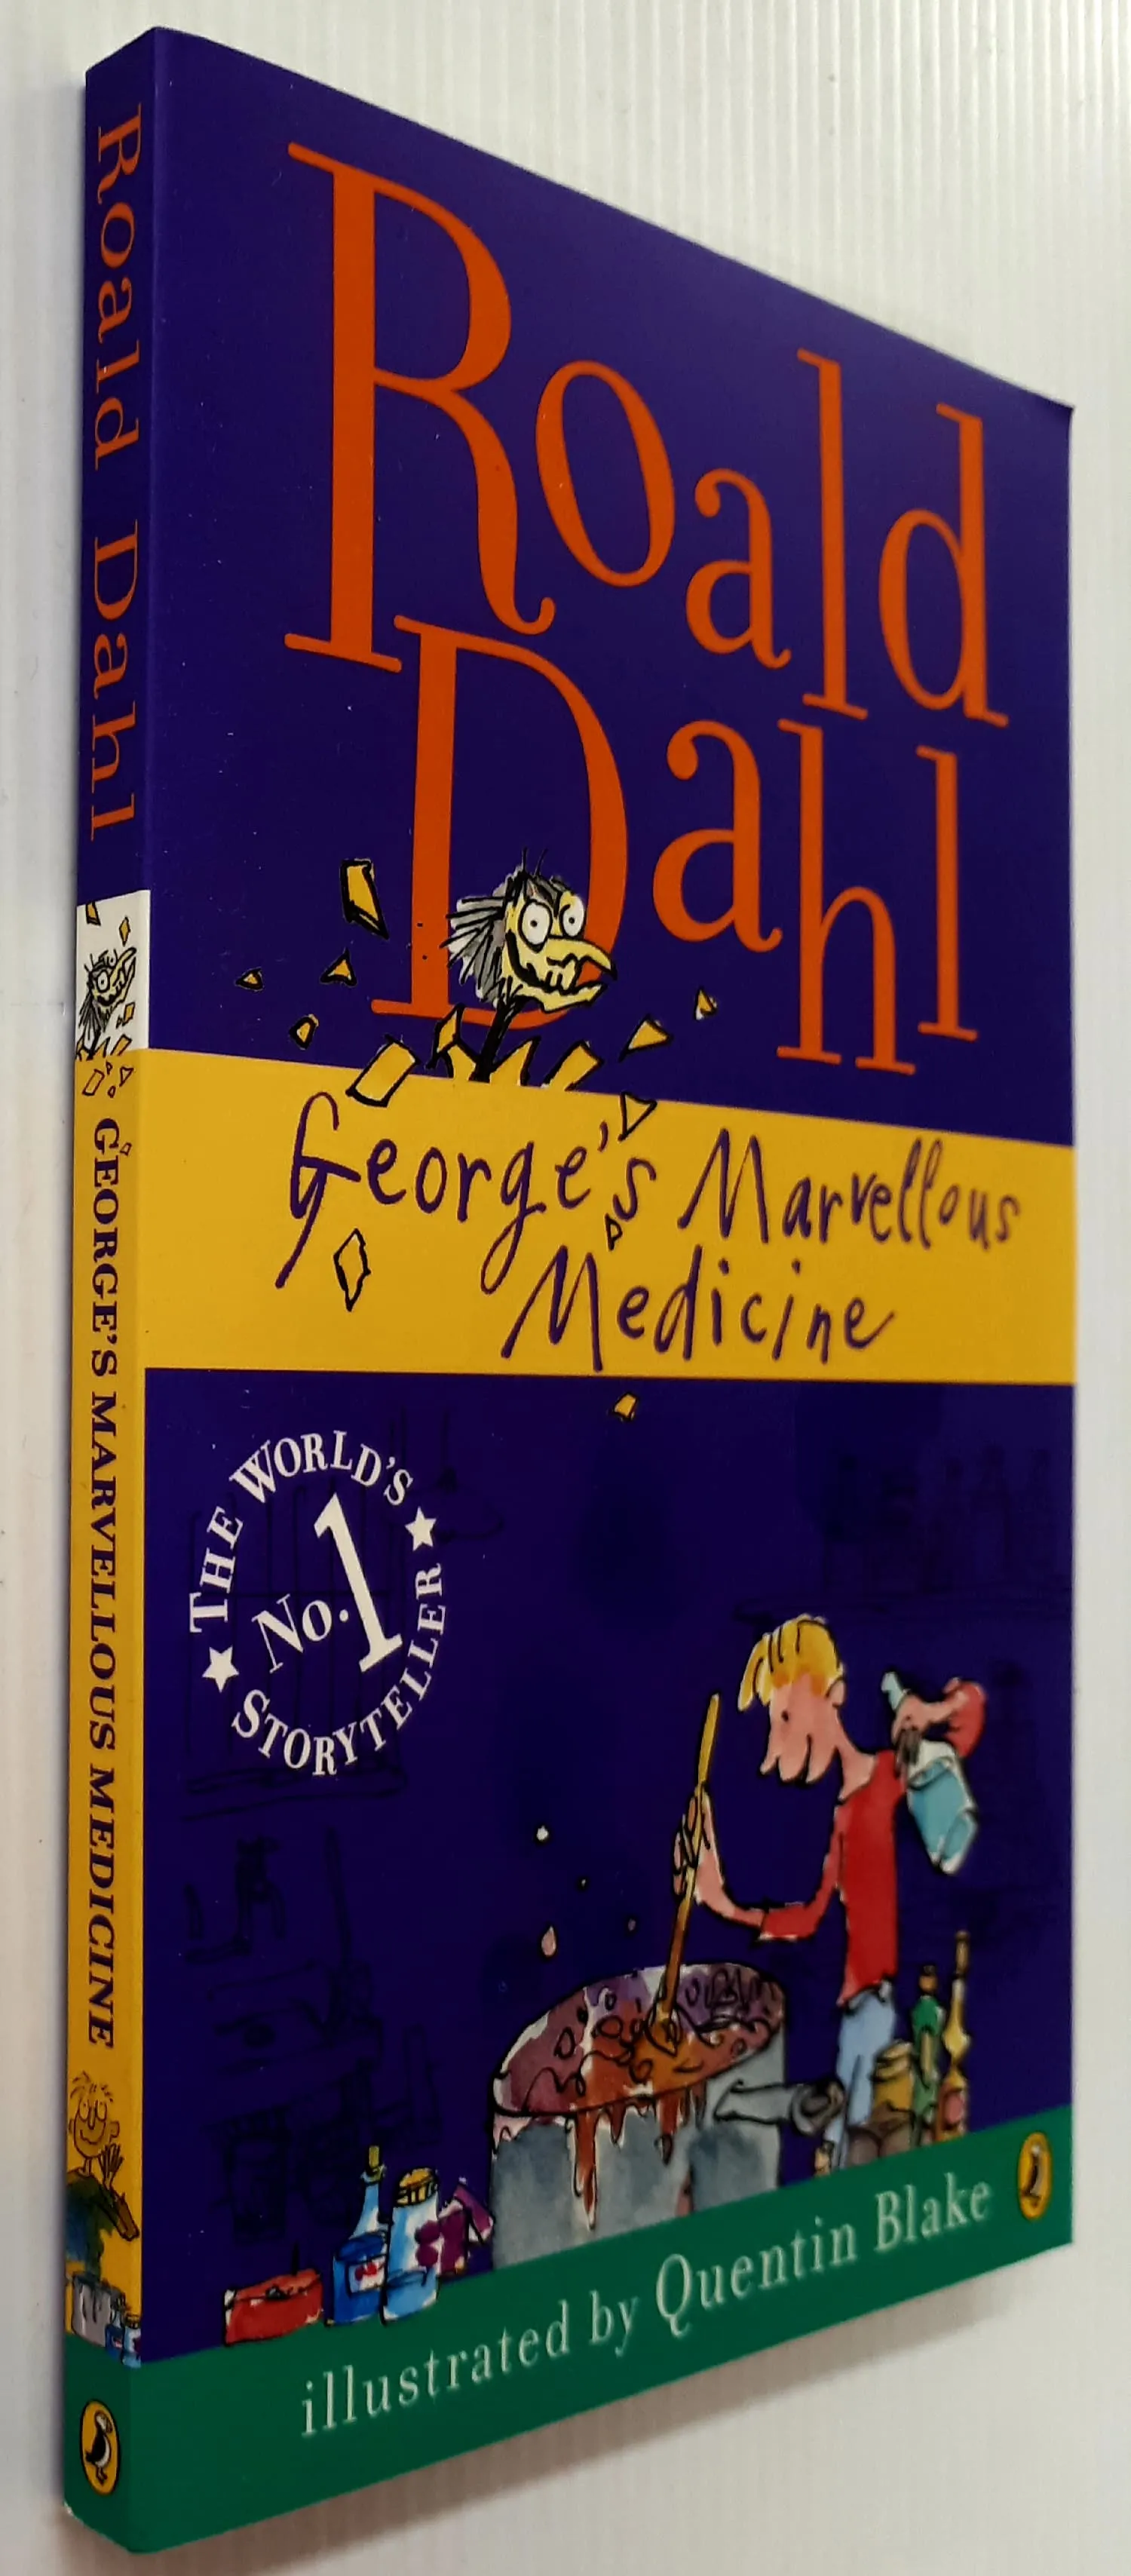 Roald Dahl
GEORGE'S MARVELLOUS MEDICINE
Roald
Dahl
George's Marvellous
Medicine
THE WORLD'S
No.1
STORYTELLER
illustrated by Quentin Blake